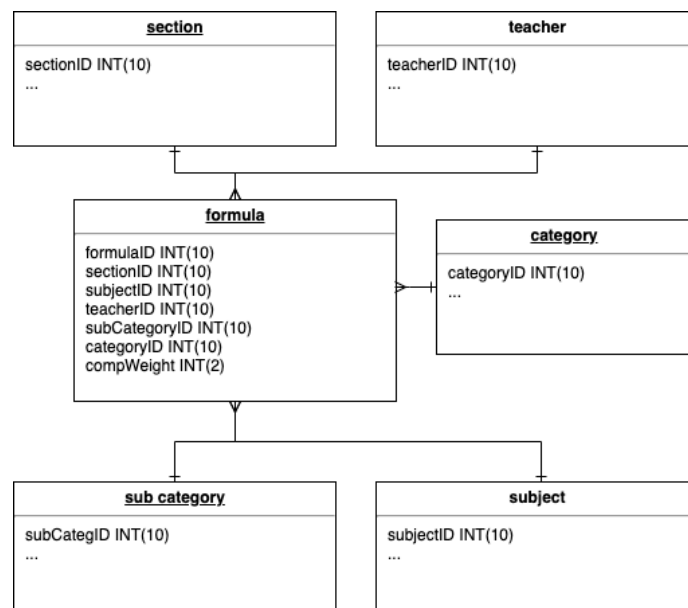 section
sectionID INT(10)
...
teacher
teacherID INT(10)
...
formula
formulaID INT(10)
sectionID INT(10)
subjectID INT(10)
teacherID INT(10)
subCategoryID INT(10)
categoryID INT(10)
compWeight INT(2)
category
categoryID INT(10)
...
sub category
subCategID INT(10)
...
subject
subjectID INT(10)
...